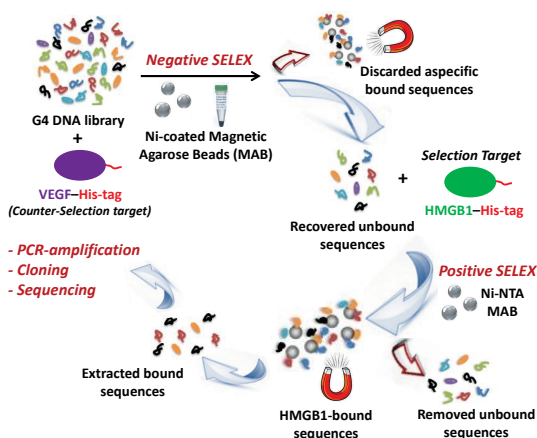 Negative SELEX
Discarded aspecific
bound sequences
G4 DNA library
+
Ni-coated Magnetic
Agarose Beads (MAB)
VEGF–His-tag
(Counter-Selection target)
Selection Target
+
HMGB1–His-tag
Recovered unbound
sequences
- PCR-amplification
- Cloning
- Sequencing
Positive SELEX
Ni-NTA
MAB
Extracted bound
sequences
HMGB1-bound
sequences
Removed unbound
sequences